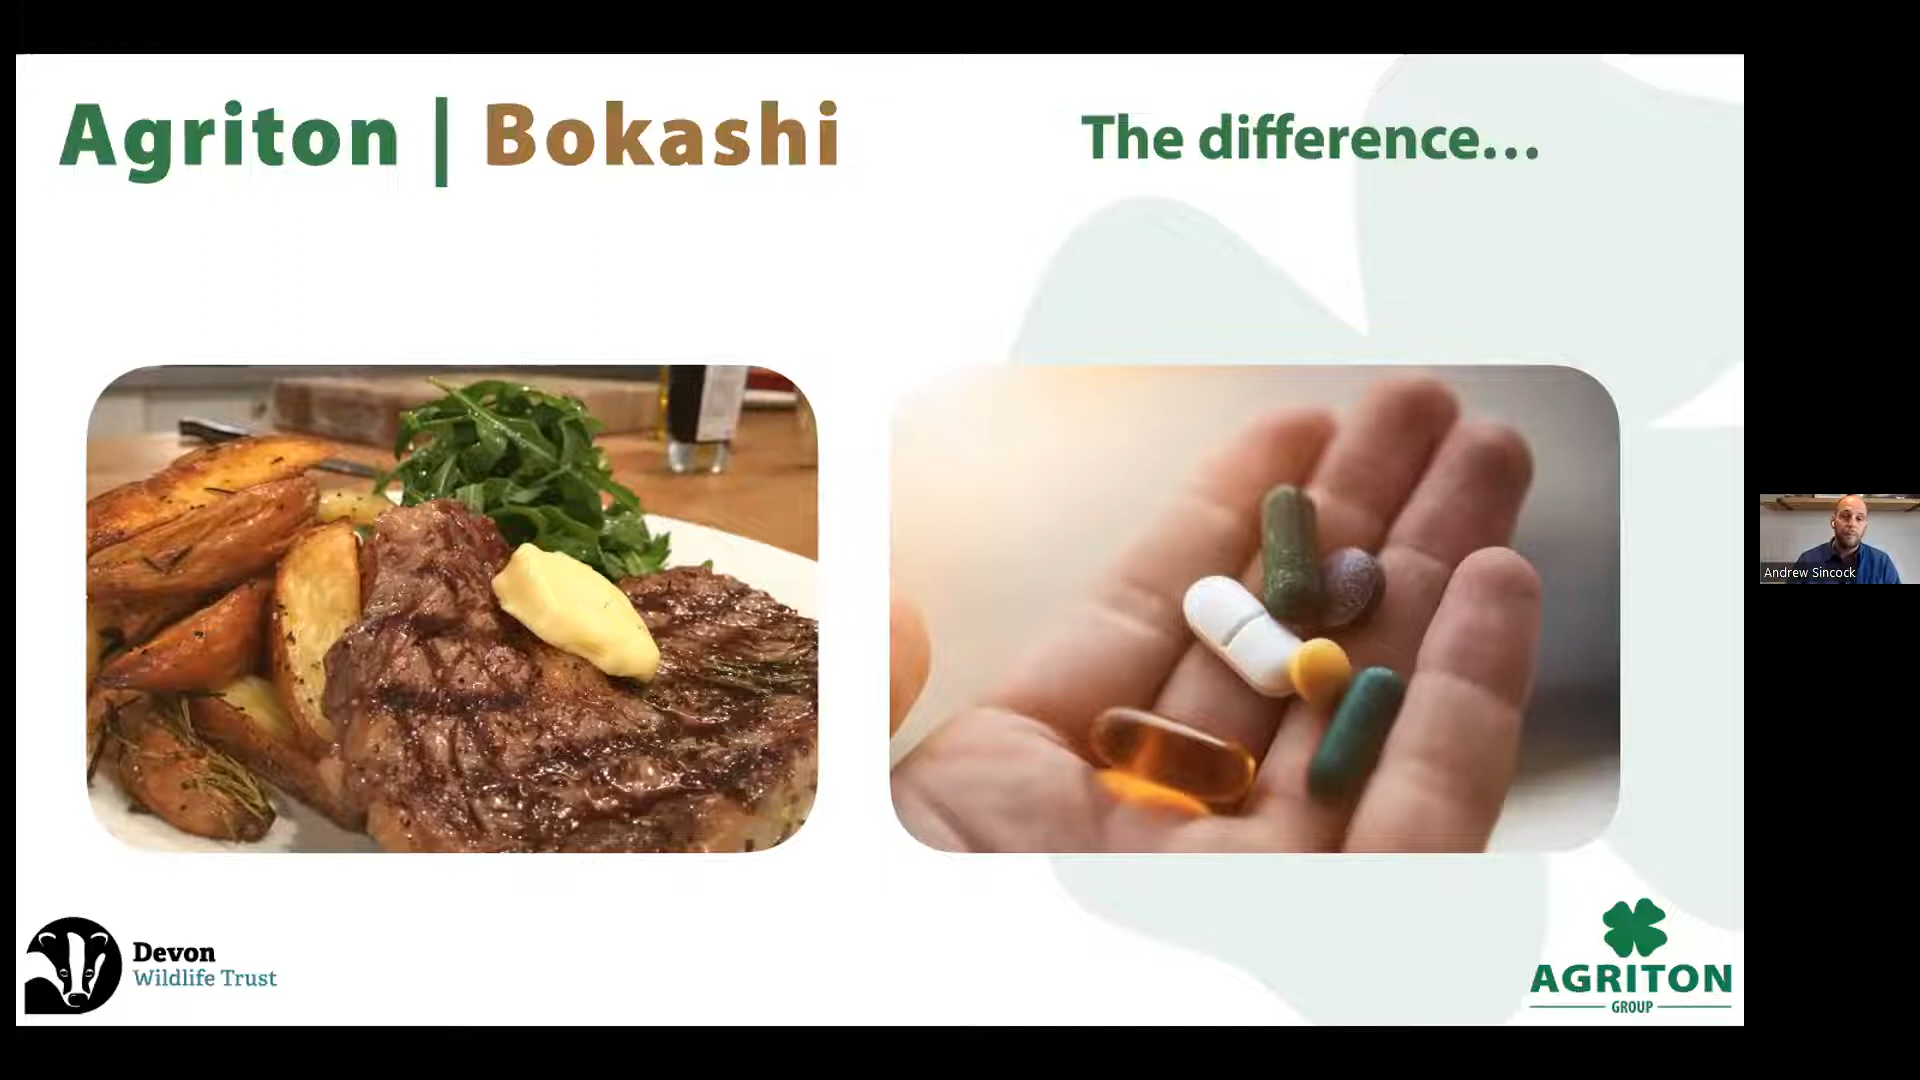 Agriton | Bokashi
The difference...
Andrew Sincock
Devon
Wildlife Trust
AGRITON
GROUP